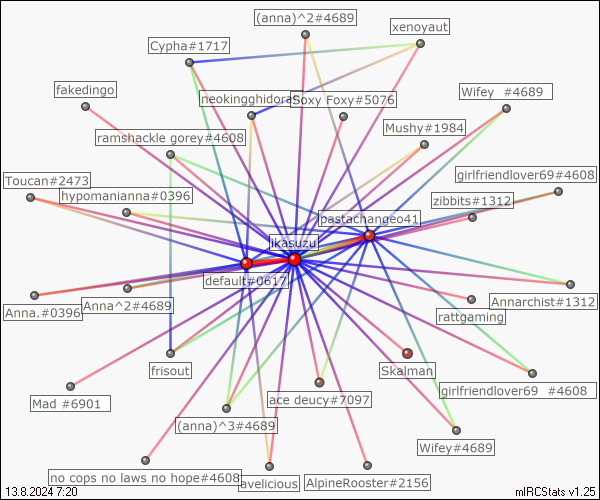 (anna)^2#4689
xenoyaut
Cypha#1717
fakedingo
neokingghidora
Soxy Foxy#5076
Wifey #4689
ramshackle gorey#4608
Mushy#1984
Toucan#2473
girlfriendlover69#4608
hypomanianna#0396
zibbits#1312
pastachangeo41
ikasuzu
default#0617
Anna.#0396
Anna^2#4689
Annarchist#1312
rattgaming
frisout
Skalman
girlfriendlover69 #4608
Mad #6901
ace deucy#7097
(anna)^3#4689
Wifey#4689
no cops no laws no hope#4608
avelicious
AlpineRooster#2156
13.8.2024 7:20
mIRCStats v1.25